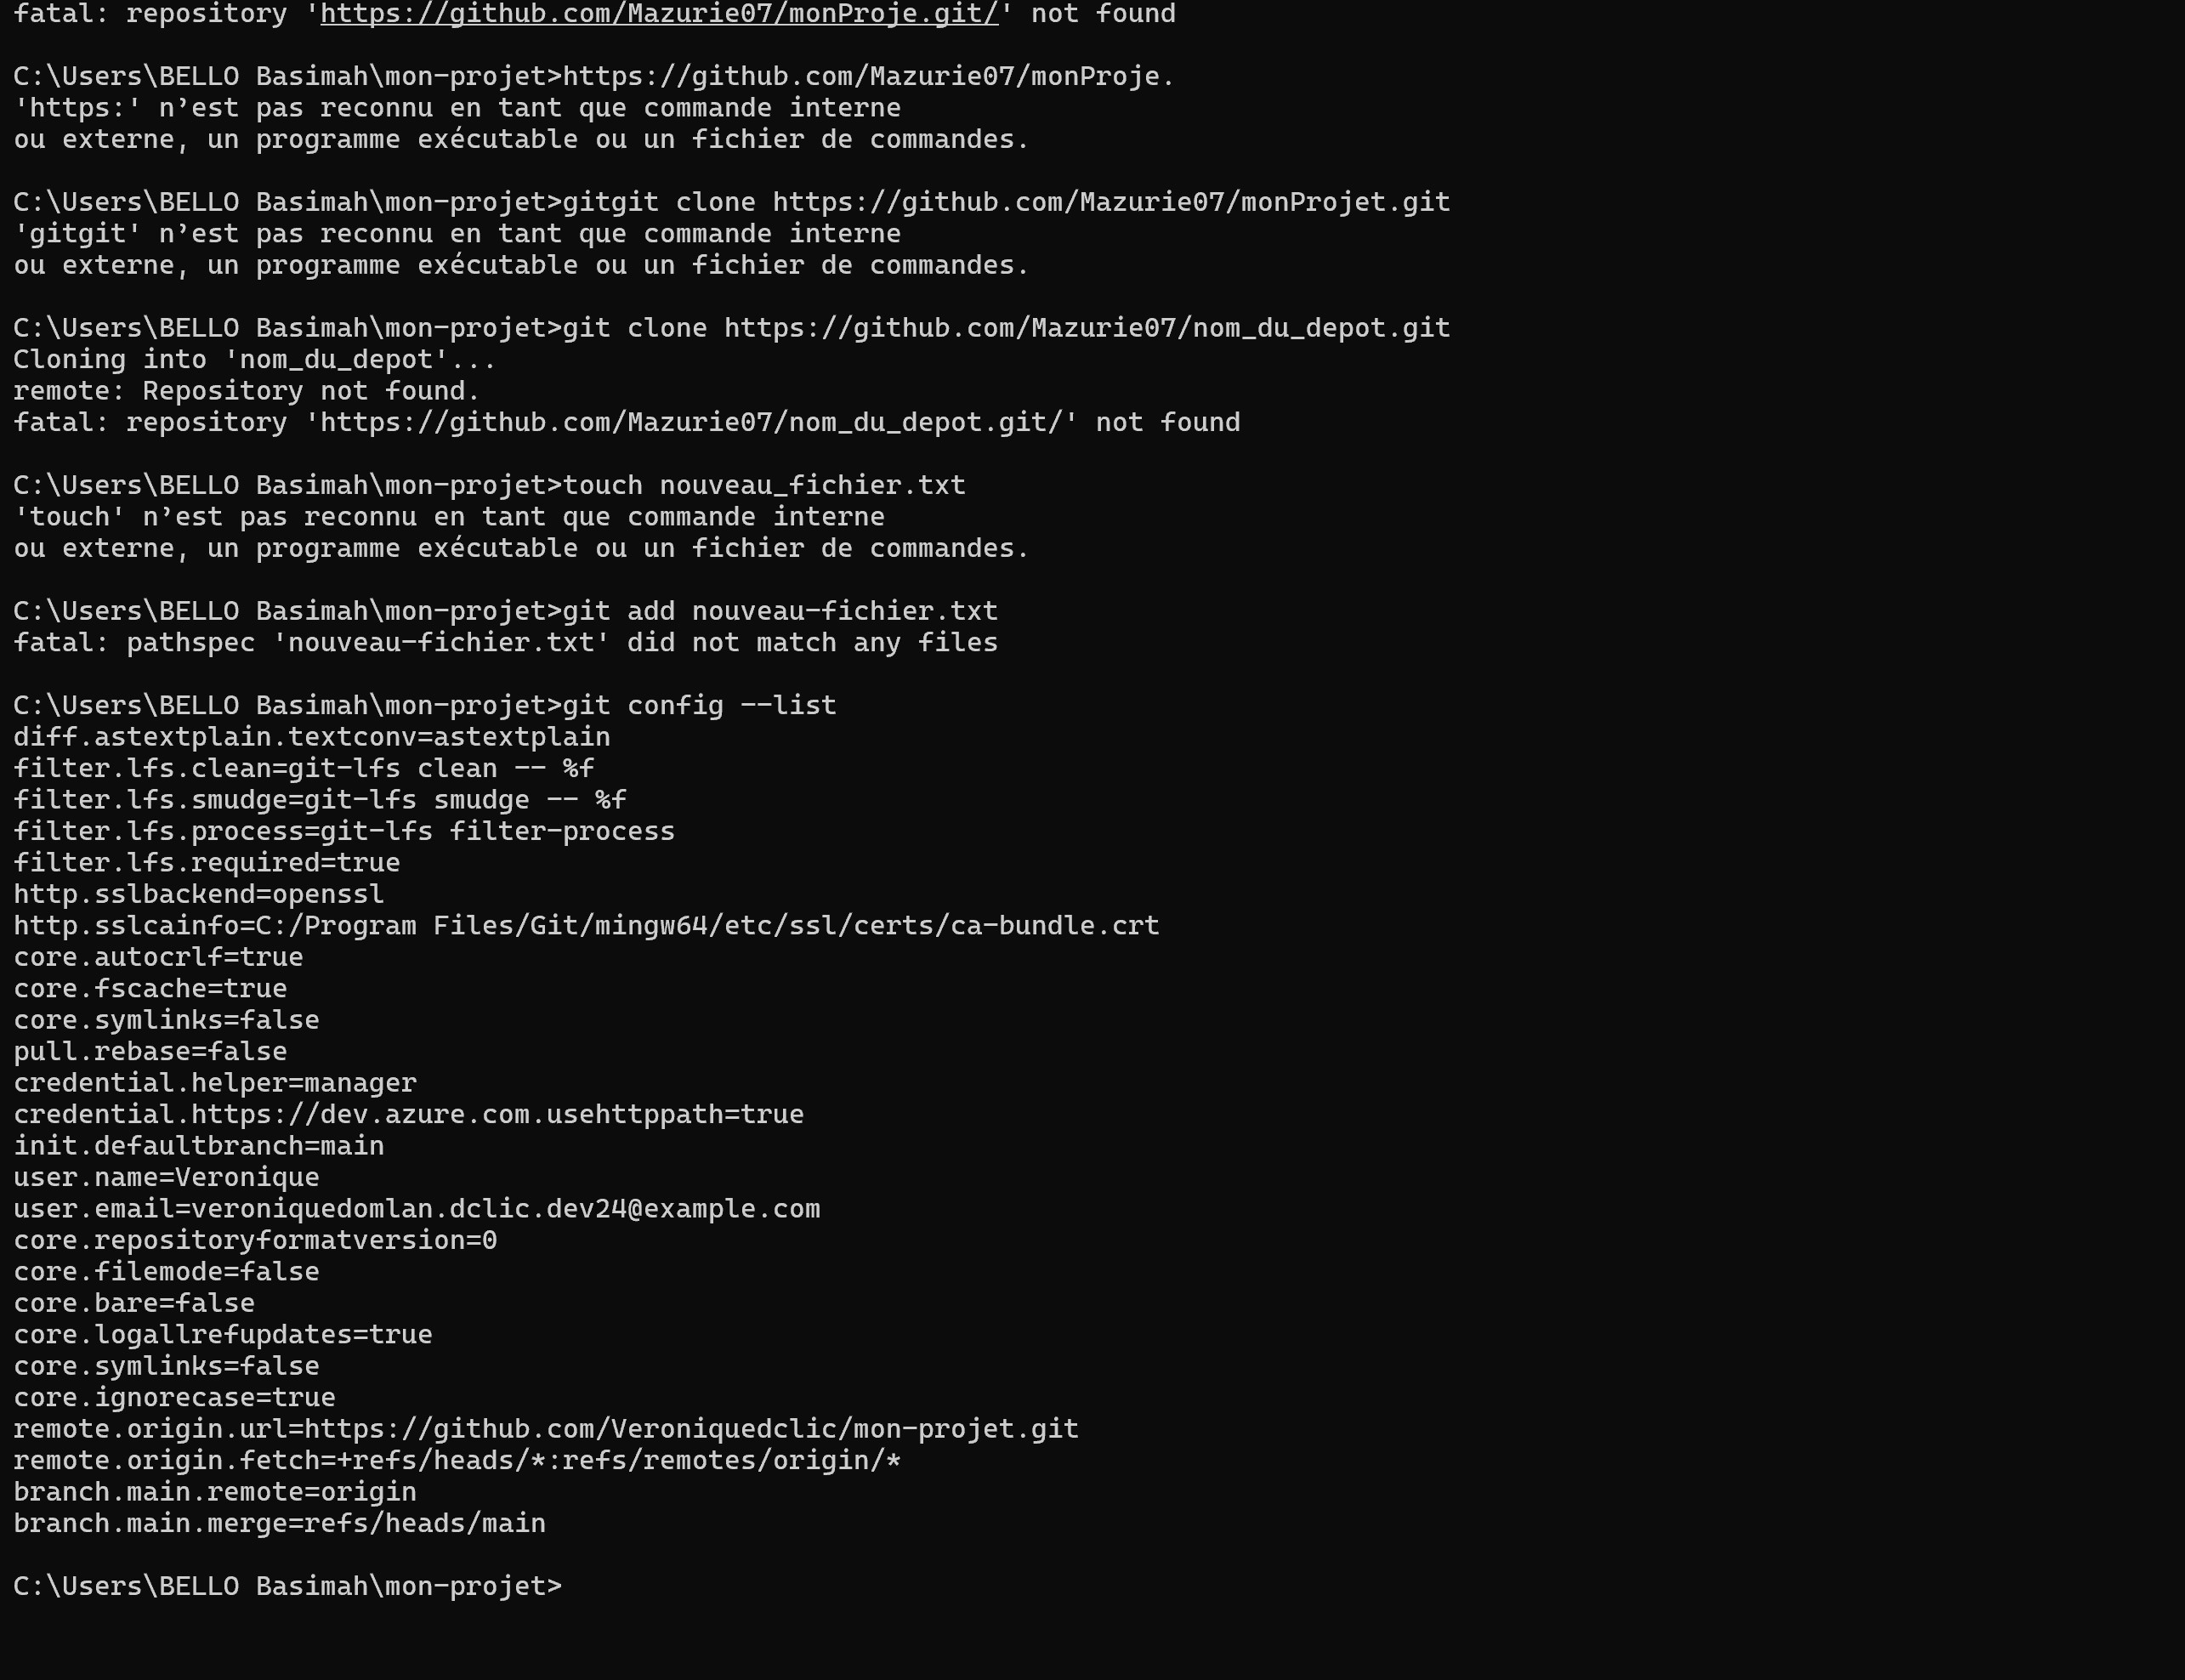 fatal: repository 'https://github.com/Mazurie07/monProje.git/' not found
C:\Users\BELLO Basimah\mon-projet>https://github.com/Mazurie07/monProje.
'https:' n’est pas reconnu en tant que commande interne
ou externe, un programme exécutable ou un fichier de commandes.
C:\Users\BELLO Basimah\mon-projet>gitgit clone https://github.com/Mazurie07/monProjet.git
'gitgit' n’est pas reconnu en tant que commande interne
ou externe, un programme exécutable ou un fichier de commandes.
C:\Users\BELLO Basimah\mon-projet>git clone https://github.com/Mazurie07/nom_du_depot.git
Cloning into 'nom_du_depot'...
remote: Repository not found.
fatal: repository 'https://github.com/Mazurie07/nom_du_depot.git/' not found
C:\Users\BELLO Basimah\mon-projet>touch nouveau_fichier.txt
'touch' n’est pas reconnu en tant que commande interne
ou externe, un programme exécutable ou un fichier de commandes.
C:\Users\BELLO Basimah\mon-projet>git add nouveau-fichier.txt
fatal: pathspec 'nouveau-fichier.txt' did not match any files
C:\Users\BELLO Basimah\mon-projet>git config --list
diff.astextplain.textconv=astextplain
filter.lfs.clean=git-lfs clean -- %f
filter.lfs.smudge=git-lfs smudge -- %f
filter.lfs.process=git-lfs filter-process
filter.lfs.required=true
http.sslbackend=openssl
http.sslcainfo=C:/Program Files/Git/mingw64/etc/ssl/certs/ca-bundle.crt
core.autocrlf=true
core.fscache=true
core.symlinks=false
pull.rebase=false
credential.helper=manager
credential.https://dev.azure.com.usehttppath=true
init.defaultbranch=main
user.name=Veronique
user.email=veroniquedomlan.dclic.dev24@example.com
core.repositoryformatversion=0
core.filemode=false
core.bare=false
core.logallrefupdates=true
core.symlinks=false
core.ignorecase=true
remote.origin.url=https://github.com/Veroniquedclic/mon-projet.git
remote.origin.fetch=+refs/heads/*:refs/remotes/origin/*
branch.main.remote=origin
branch.main.merge=refs/heads/main
C:\Users\BELLO Basimah\mon-projet>